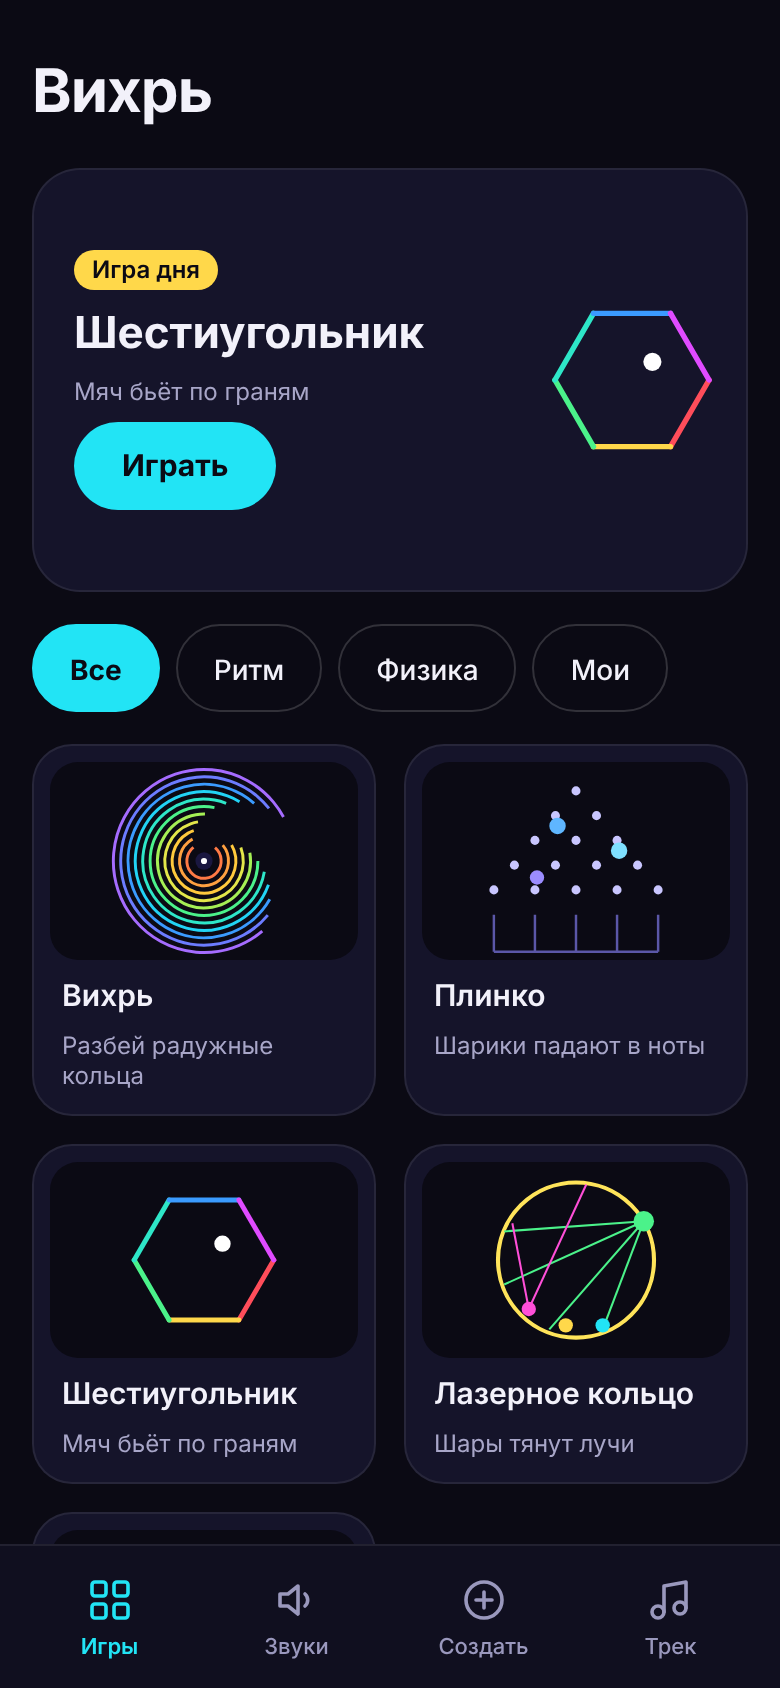 Вихрь
Игра дня
Шестиугольник
Мяч бьёт по граням
Играть
Все
Ритм
Физика
Мои
Вихрь
Разбей радужные
кольца
Плинко
Шарики падают в ноты
Шестиугольник
Мяч бьёт по граням
Лазерное кольцо
Шары тянут лучи
Игры
Звуки
Создать
Трек